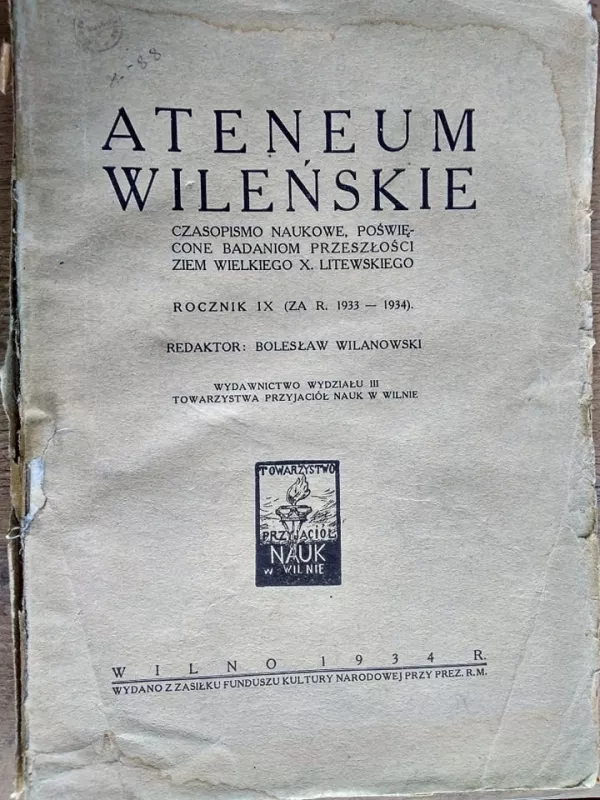 X.-88
ATENEUM
WILEŃSKIE
CZASOPISMO NAUKOWE, POŚWIĘ-
CONE BADANIOM PRZESZŁOŚCI
ZIEM WIELKIEGO X. LITEWSKIEGO
ROCZNIK IX (ZA R. 1933 — 1934).
REDAKTOR: BOLESŁAW WILANOWSKI
WYDAWNICTWO WYDZIAŁU III
TOWARZYSTWA PRZYJACIÓŁ NAUK W WILNIE
TOWARZYSTWO
PRZYJACIÓŁ
NAUK
W WILNIE
WILNO 1934 R.
WYDANO Z ZASIŁKU FUNDUSZU KULTURY NARODOWEJ PRZY PREZ. R.M.